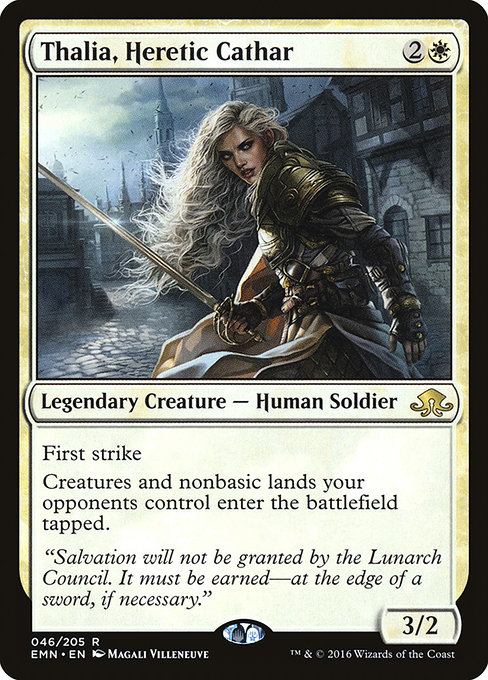 Thalia, Heretic Cathar 2
Legendary Creature — Human Soldier
First strike
Creatures and nonbasic lands your
opponents control enter the battlefield
tapped.
“Salvation will not be granted by the Lunarch
Council. It must be earned—at the edge of a
sword, if necessary.”
3/2
046/205 R
EMN • EN Magali Villeneuve
™ & © 2016 Wizards of the Coast